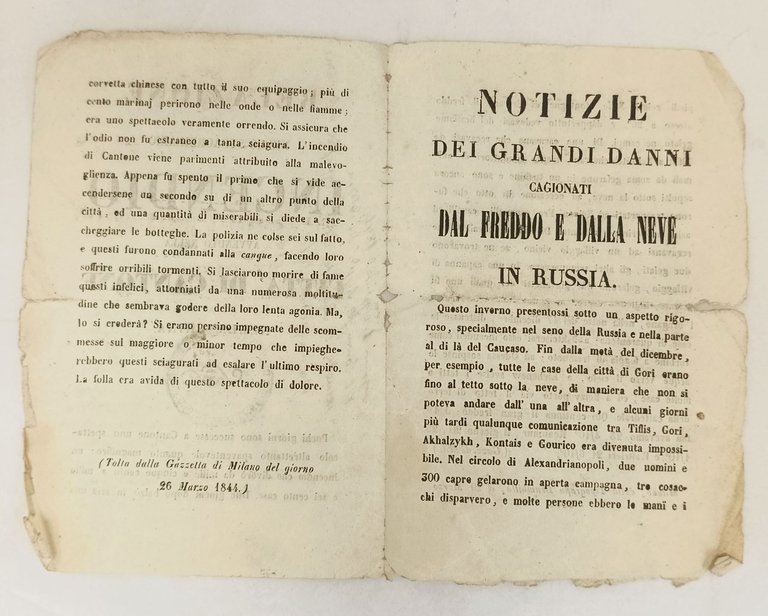 corvetta chinese con tutto il suo equipaggio; più di
cento marinaj perirono nelle onde o nelle fiamme;
era uno spettacolo veramente orrendo. Si assicura che
l'odio non fu estraneo a tanta sciagura. L'incendio
di Cantone viene parimenti attribuito alla malevo-
glienza. Appena fu spento il primo che si vide ac-
cendersene un secondo su di un altro punto della
città, ed una quantità di miserabili si diede a sac-
cheggiare le botteghe. La polizia ne colse sei sul fatto,
e questi furono condannati alla cangue, facendo loro
soffrire orribili tormenti. Si lasciarono morire di fame
questi infelici, attorniati da una numerosa moltitu-
dine che sembrava godere della loro lenta agonia. Ma,
lo si crederà? Si erano persino impegnate delle scom-
messe sul maggiore o minor tempo che impieghe-
rebbero questi sciagurati ad esalare l'ultimo respiro.
La folla era avida di questo spettacolo di dolore.
(Tolta dalla Gazzetta di Milano del giorno
26 Marzo 1844.)
NOTIZIE
DEI GRANDI DANNI
CAGIONATI
DAL FREDDO E DALLA NEVE
IN RUSSIA.
Questo inverno presentossi sotto un aspetto rigo-
roso, specialmente nel seno della Russia e nella parte
al di là del Caucaso. Fin dalla metà del dicembre,
per esempio, tutte le case della città di Gori erano
fino al tetto sotto la neve, di maniera che non si
poteva andare dall' una all'altra, e alcuni giorni
più tardi qualunque comunicazione tra Tiflis, Gori,
Akhalzykh, Kontais e Gourico era divenuta impossi-
bile. Nel circolo di Alexandrianopoli, due uomini e
300 capre gelarono in aperta campagna, tre cosac-
chi disparvero, e molte persone ebbero le mani e i